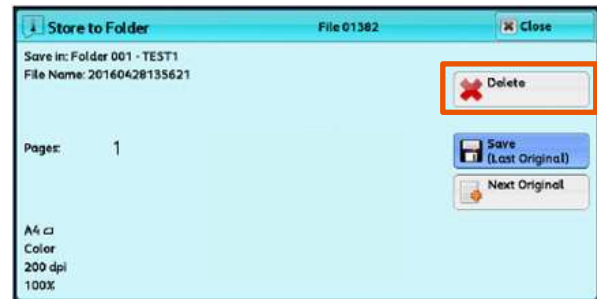 Store to Folder File 01382 Close
Save in: Folder 001 - TEST1
File Name: 20160428135621
Delete
Pages: 1
Save
(Last Original)
Next Original
A4
Color
200 dpi
100%